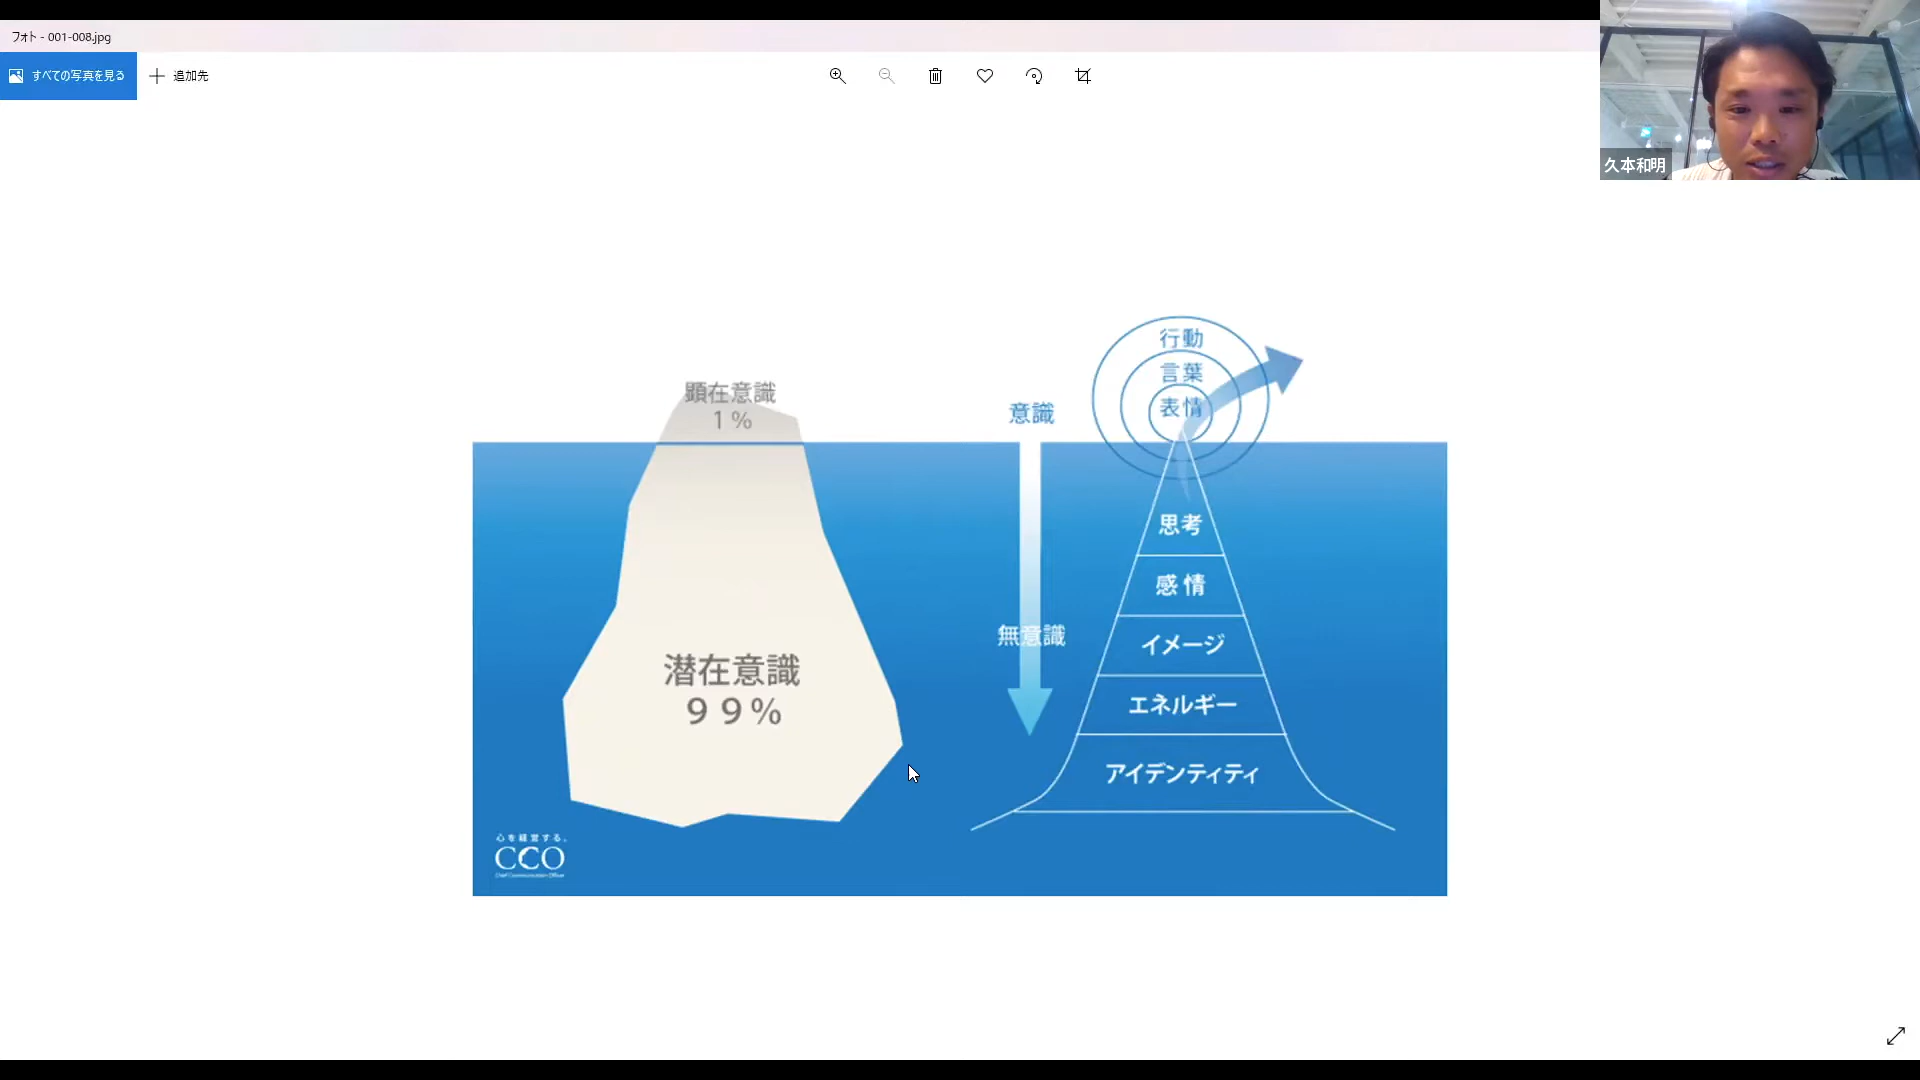 フォト - 001-008.jpg
すべての写真を見る
追加先
久本和明
顕在意識
1%
潜在意識
99%
意識
無意識
行動
言葉
表情
思考
感情
イメージ
エネルギー
アイデンティティ
心を経営する。
CCO
Chief Communication Officer